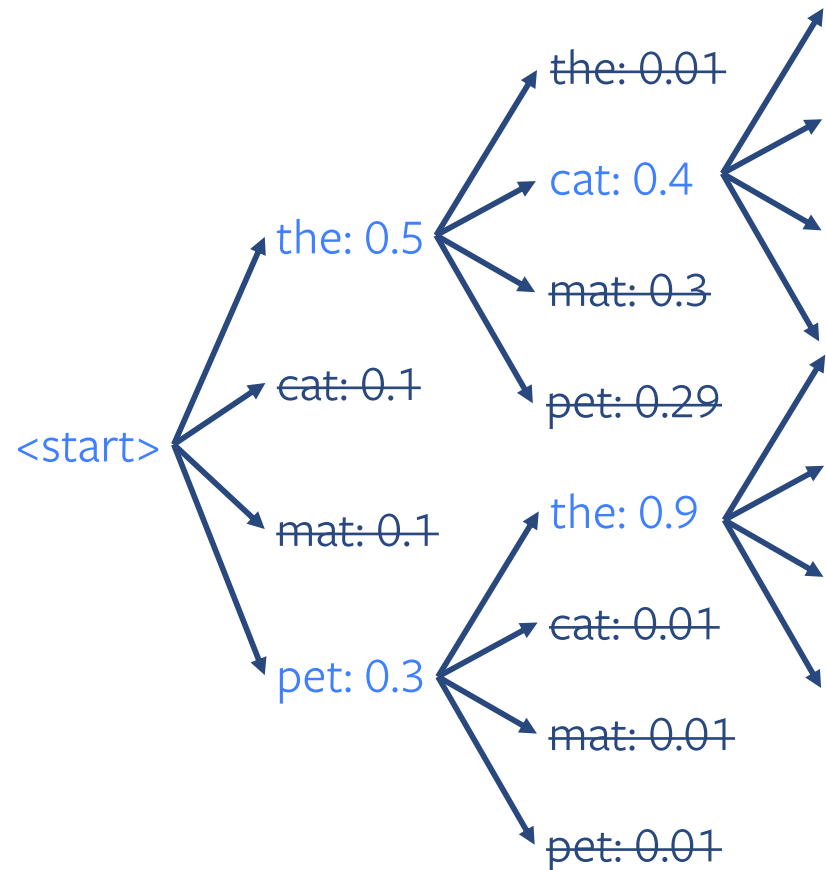 <start>
the: 0.5
cat: 0.1
mat: 0.1
pet: 0.3
the: 0.01
cat: 0.4
mat: 0.3
pet: 0.29
the: 0.9
cat: 0.01
mat: 0.01
pet: 0.01